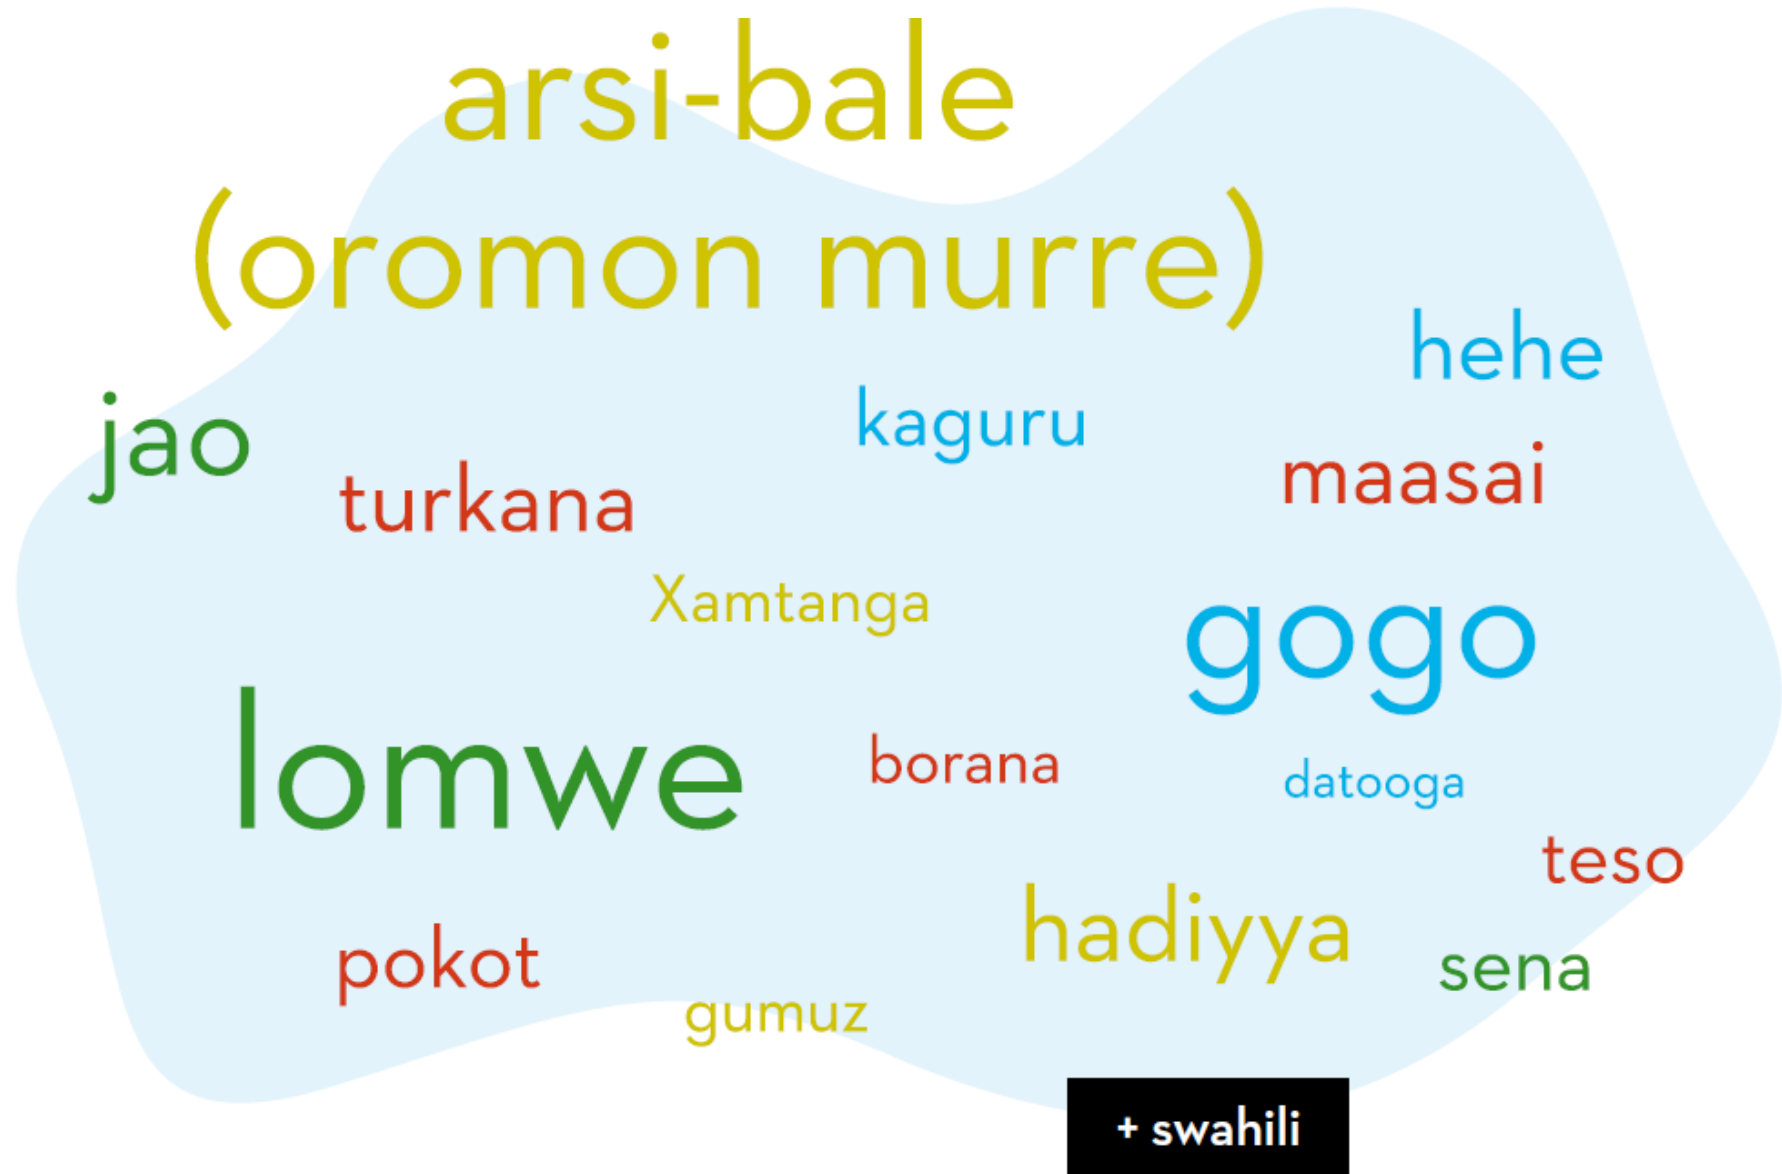 arsi-bale
(oromon murre)
hehe
kaguru
jao
maasai
turkana
Xamtanga
gogo
lomwe
borana
datooga
teso
hadiyya
pokot
sena
gumuz
+ swahili